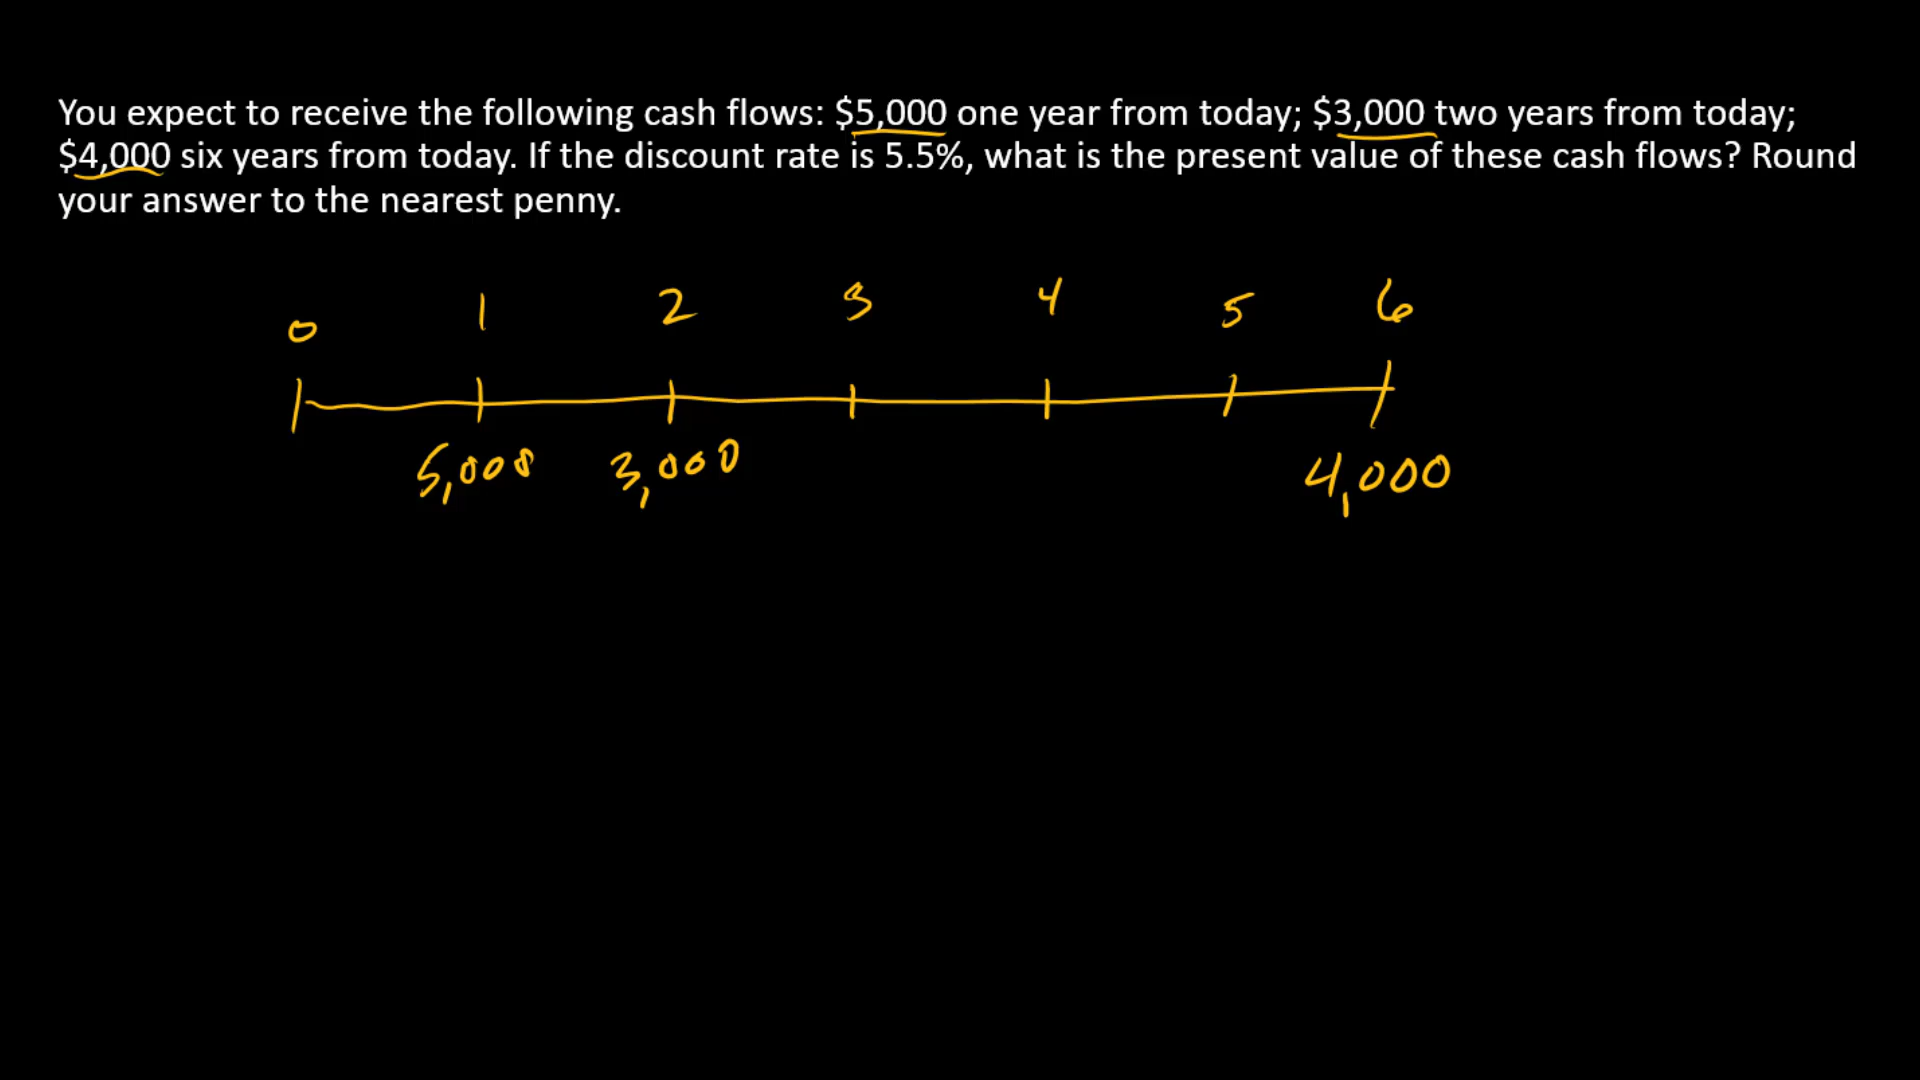 You expect to receive the following cash flows: $5,000 one year from today; $3,000 two years from today;
$4,000 six years from today. If the discount rate is 5.5%, what is the present value of these cash flows? Round
your answer to the nearest penny.
0 1 2 3 4 5 6
5,000 3,000 4,000